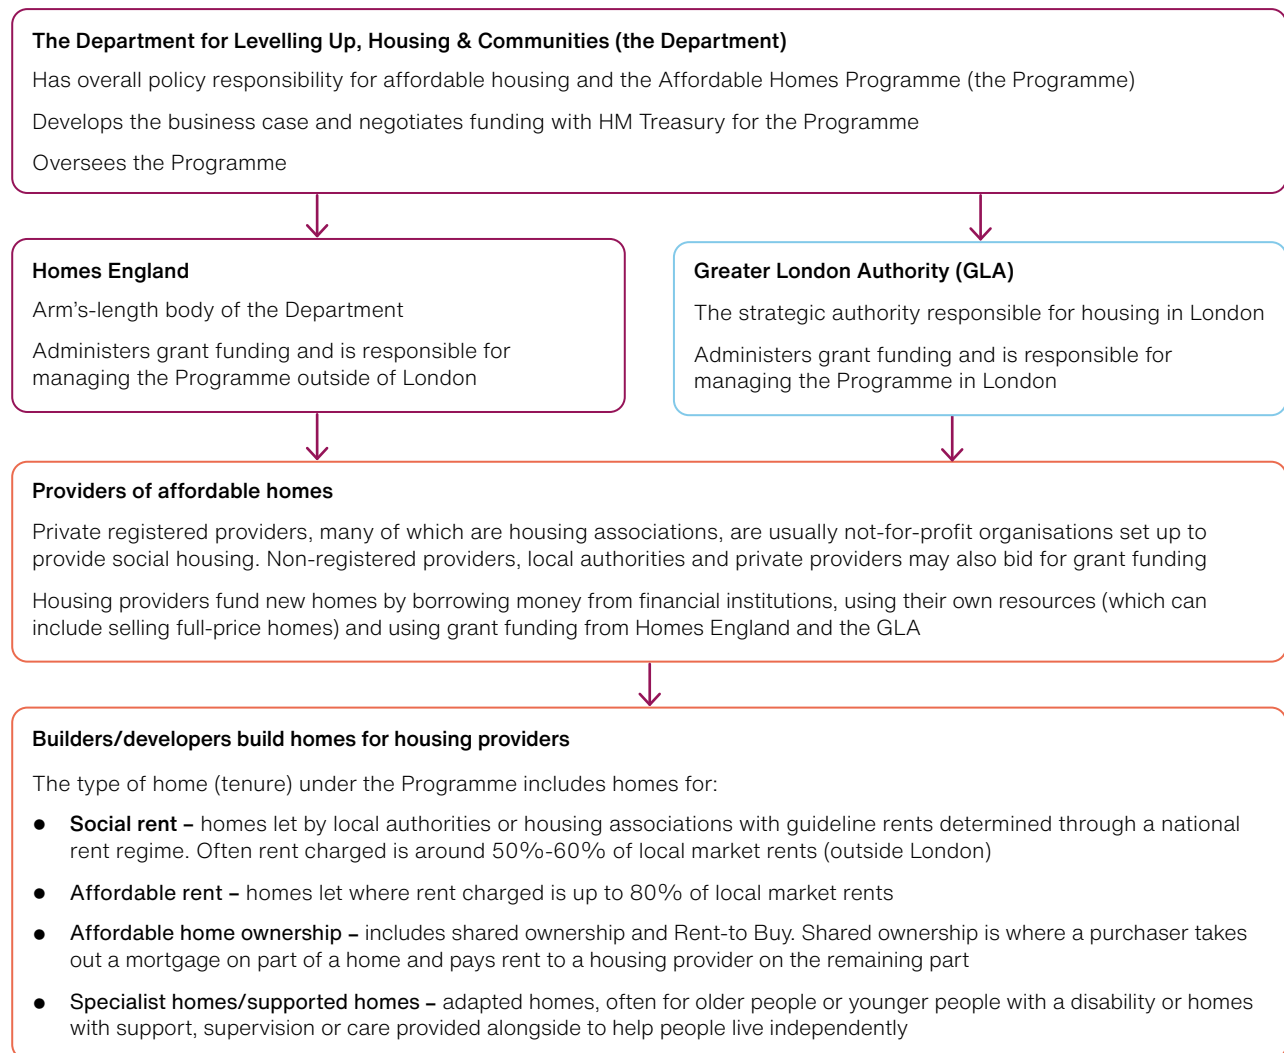 The Department for Levelling Up, Housing & Communities (the Department)
Has overall policy responsibility for affordable housing and the Affordable Homes Programme (the Programme)
Develops the business case and negotiates funding with HM Treasury for the Programme
Oversees the Programme
Homes England
Arm's-length body of the Department
Administers grant funding and is responsible for
managing the Programme outside of London
Greater London Authority (GLA)
The strategic authority responsible for housing in London
Administers grant funding and is responsible for
managing the Programme in London
Providers of affordable homes
Private registered providers, many of which are housing associations, are usually not-for-profit organisations set up to
provide social housing. Non-registered providers, local authorities and private providers may also bid for grant funding
Housing providers fund new homes by borrowing money from financial institutions, using their own resources (which can
include selling full-price homes) and using grant funding from Homes England and the GLA
Builders/developers build homes for housing providers
The type of home (tenure) under the Programme includes homes for:
● Social rent – homes let by local authorities or housing associations with guideline rents determined through a national
rent regime. Often rent charged is around 50%-60% of local market rents (outside London)
● Affordable rent – homes let where rent charged is up to 80% of local market rents
● Affordable home ownership – includes shared ownership and Rent-to Buy. Shared ownership is where a purchaser takes
out a mortgage on part of a home and pays rent to a housing provider on the remaining part
● Specialist homes/supported homes – adapted homes, often for older people or younger people with a disability or homes
with support, supervision or care provided alongside to help people live independently